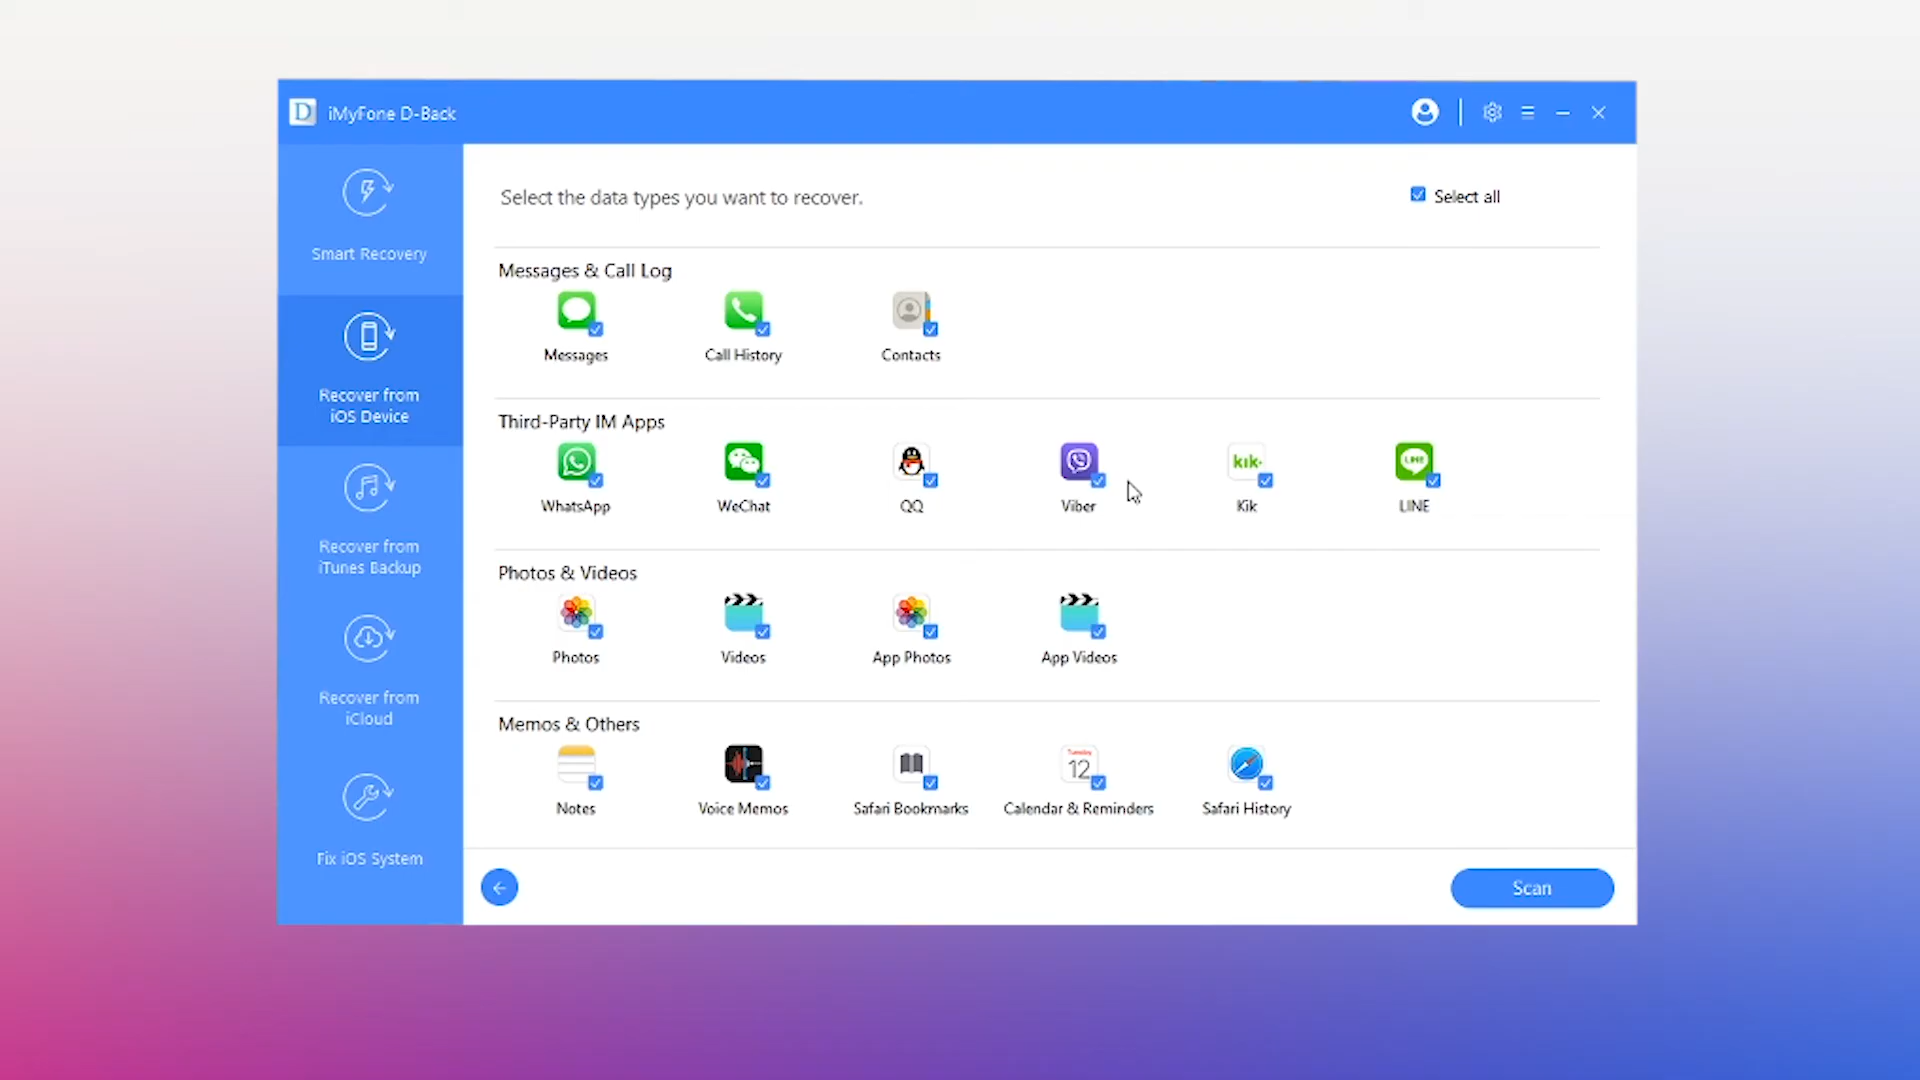 D iMyFone D-Back
Smart Recovery
Recover from
iOS Device
Recover from
iTunes Backup
Recover from
iCloud
Fix iOS System
Select the data types you want to recover.
Select all
Messages & Call Log
Messages
Call History
Contacts
Third-Party IM Apps
kik
LINE
WhatsApp
WeChat
QQ
Viber
Kik
LINE
Photos & Videos
Photos
Videos
App Photos
App Videos
Memos & Others
Tuesday
12
Notes
Voice Memos
Safari Bookmarks
Calendar & Reminders
Safari History
Scan